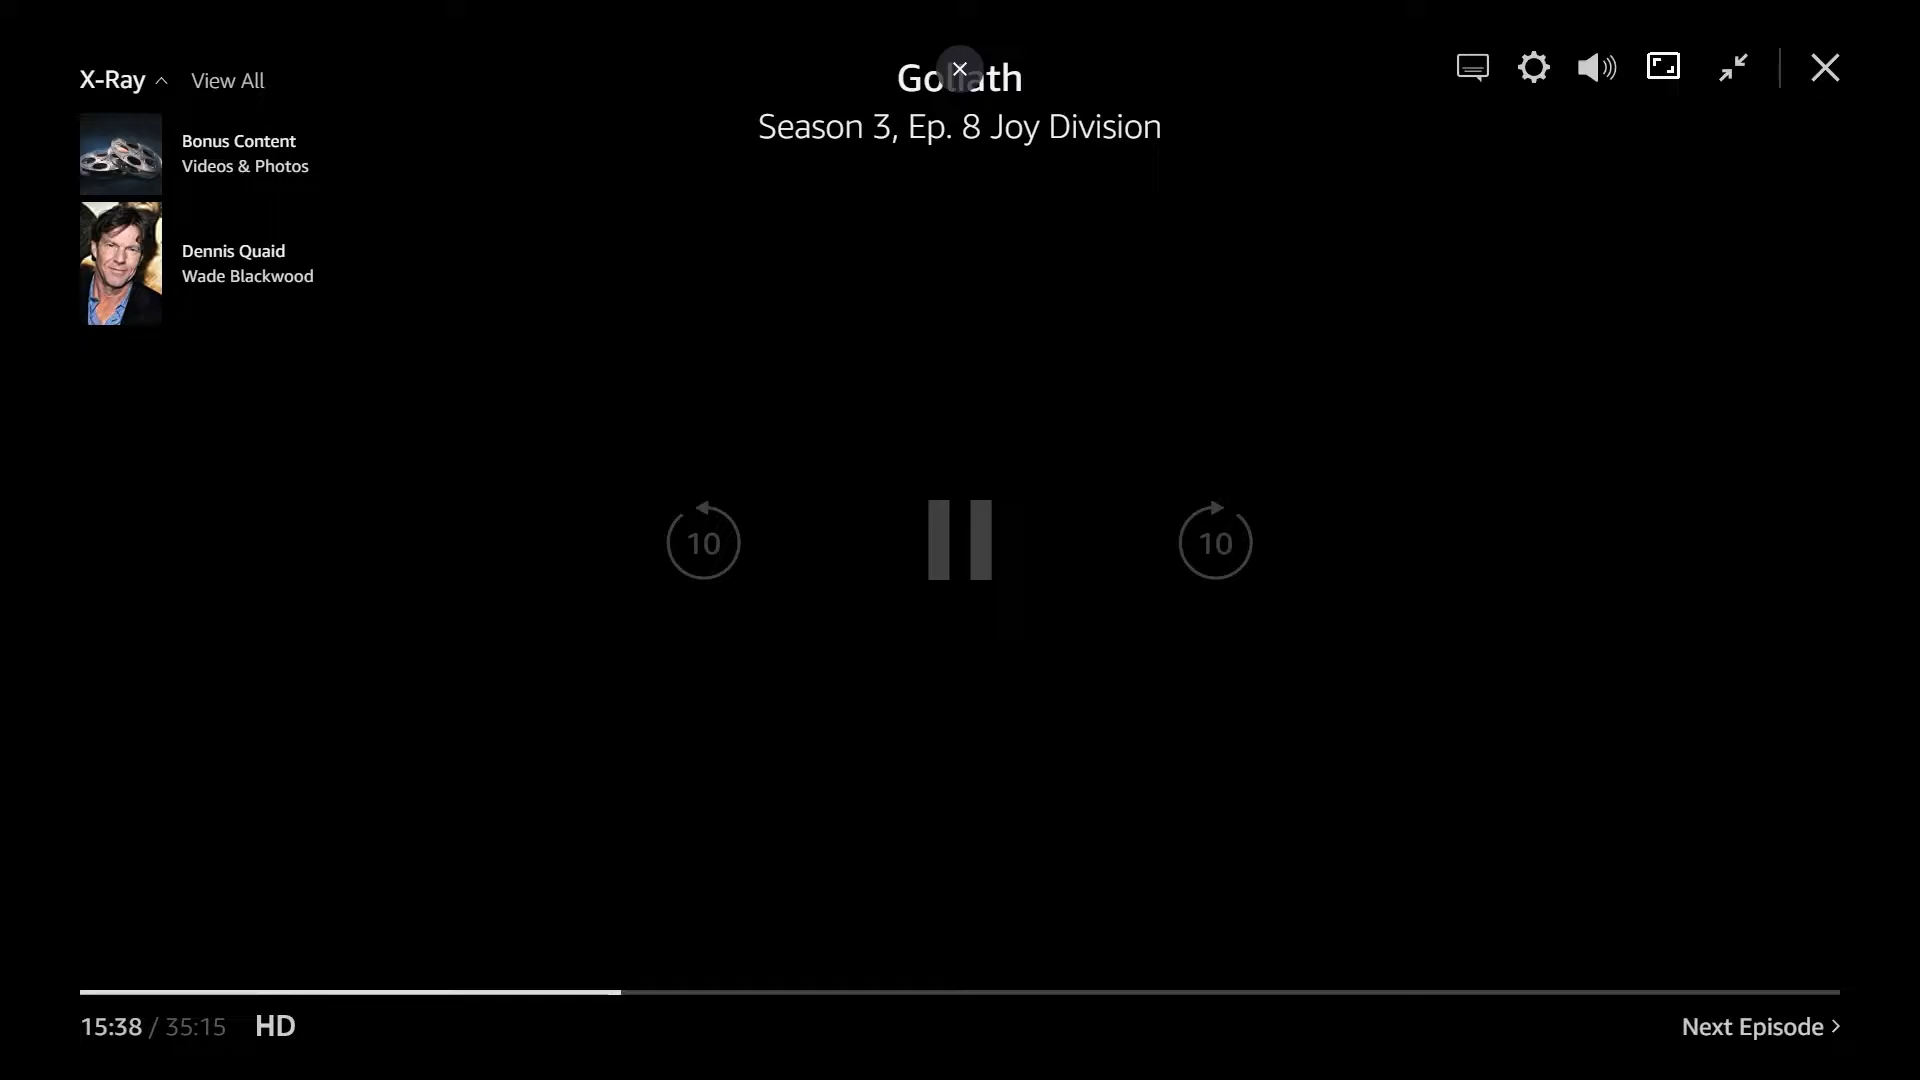 X-Ray View All
Goliath
Season 3, Ep. 8 Joy Division
Bonus Content
Videos & Photos
Dennis Quaid
Wade Blackwood
10
10
15:38 / 35:15 HD
Next Episode